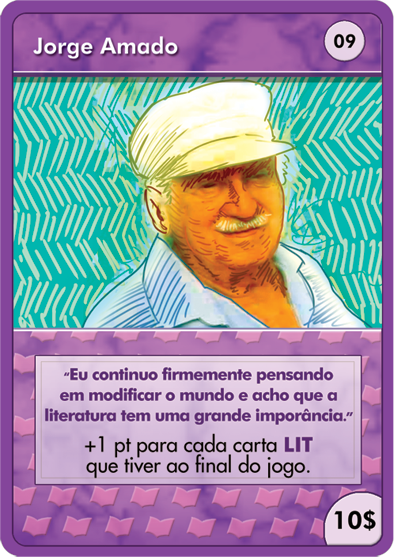 Jorge Amado 09
"Eu continuo firmemente pensando
em modificar o mundo e acho que a
literatura tem uma grande imporância."
+1 pt para cada carta LIT
que tiver ao final do jogo.
10$